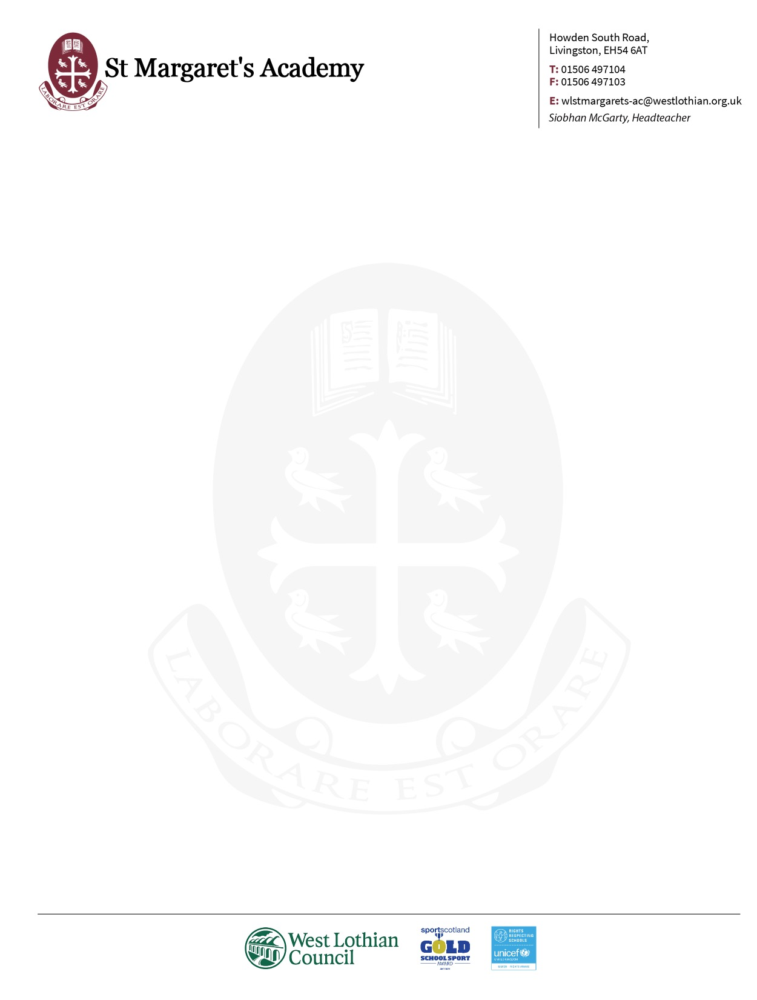 St Margaret's Academy
LABORARE EST ORARE
Howden South Road,
Livingston, EH54 6AT
T: 01506 497104
F: 01506 497103
E: wlstmargarets-ac@westlothian.org.uk
Siobhan McGarty, Headteacher
LABORARE EST ORARE
West Lothian
Council
sportscotland
GOLD
SCHOOL SPORT
AWARD
RIGHTS
RESPECTING
SCHOOLS
unicef
UNITED KINGDOM
SILVER - RIGHTS AWARE